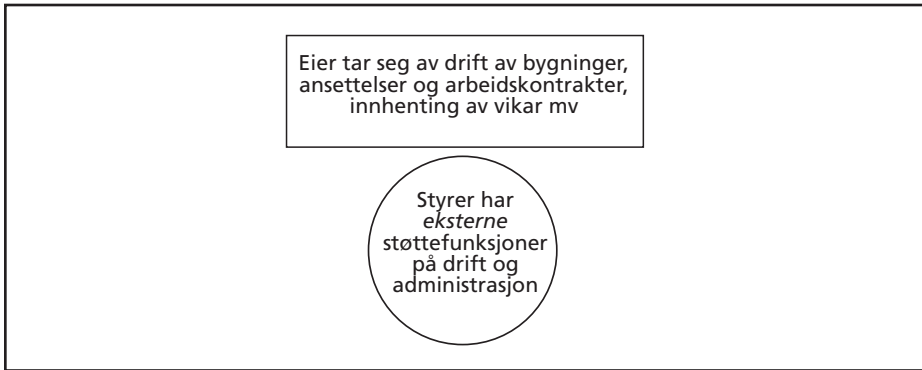 Eier tar seg av drift av bygninger,
ansettelser og arbeidskontrakter,
innhenting av vikar mv
Styrer har
eksterne
støttefunksjoner
på drift og
administrasjon